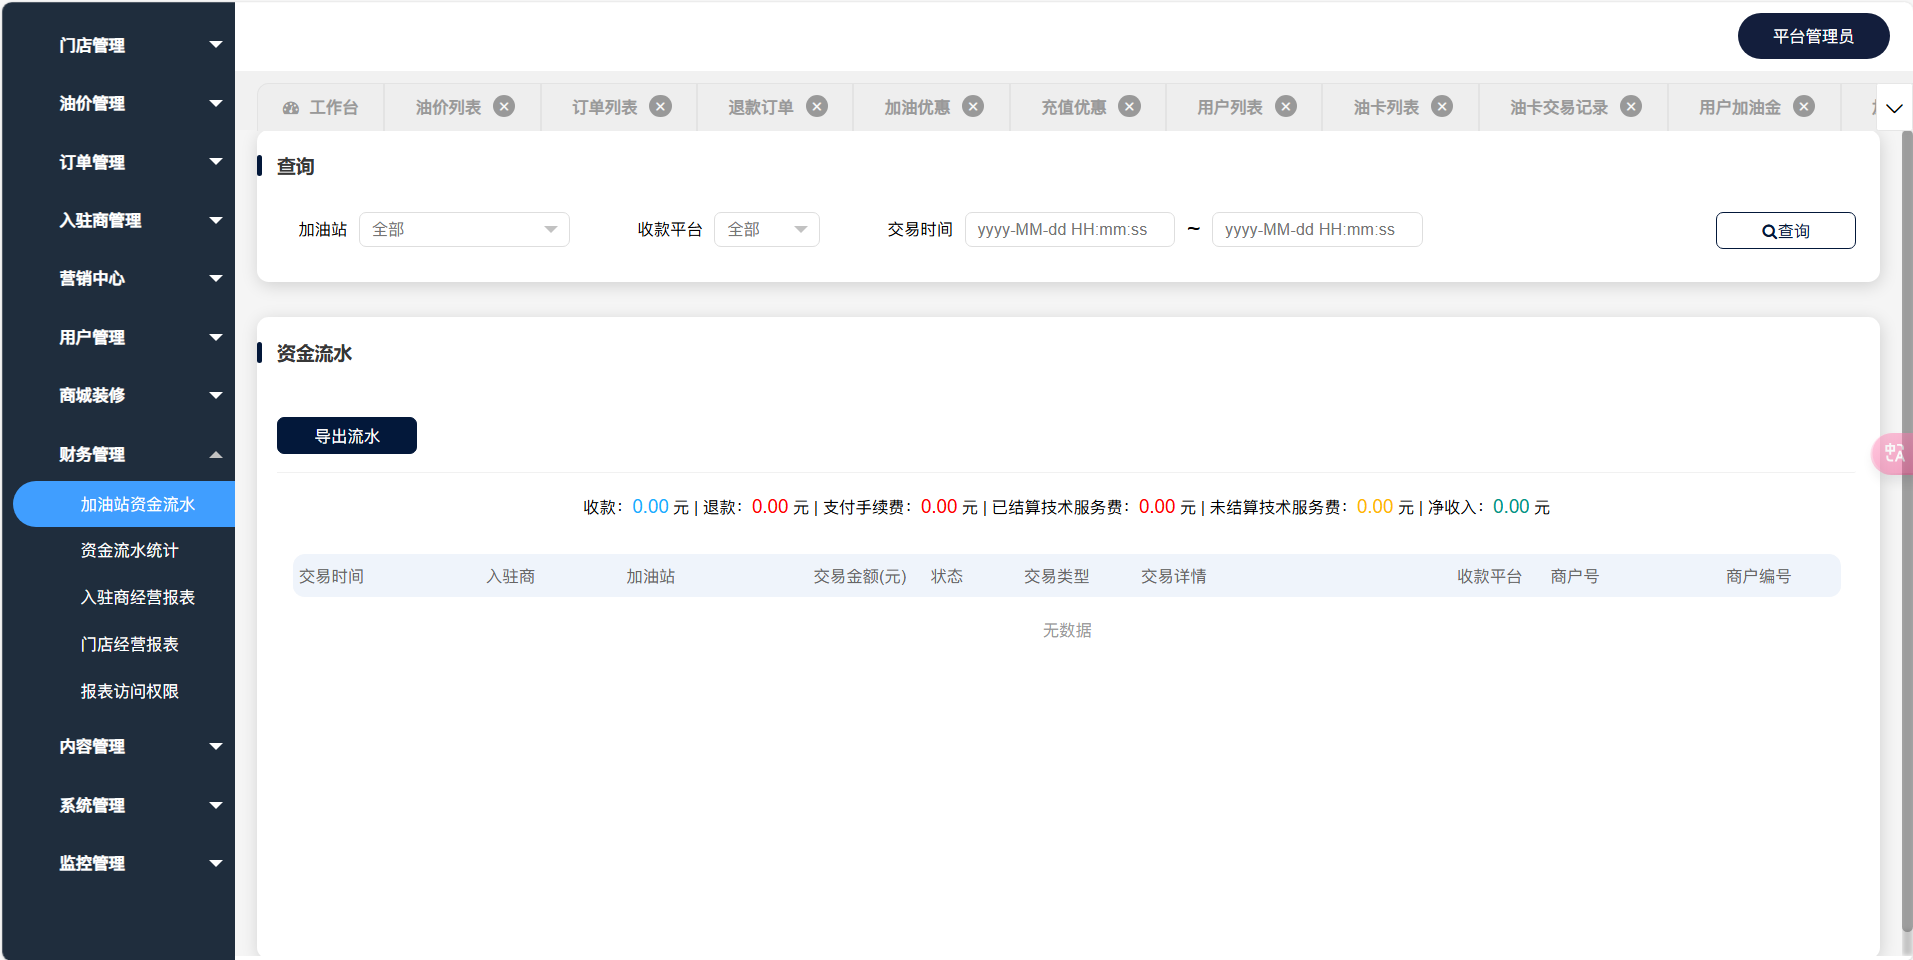 平台管理员
门店管理
油价管理
订单管理
入驻商管理
营销中心
用户管理
商城装修
财务管理
加油站资金流水
资金流水统计
入驻商经营报表
门店经营报表
报表访问权限
内容管理
系统管理
监控管理
工作台 油价列表 订单列表 退款订单 加油优惠 充值优惠 用户列表 油卡列表 油卡交易记录 用户加油金
查询
加油站 全部 收款平台 全部 交易时间 yyyy-MM-dd HH:mm:ss ~ yyyy-MM-dd HH:mm:ss 查询
资金流水
导出流水
收款：0.00 元 | 退款：0.00 元 | 支付手续费：0.00 元 | 已结算技术服务费：0.00 元 | 未结算技术服务费：0.00 元 | 净收入：0.00 元
交易时间 入驻商 加油站 交易金额(元) 状态 交易类型 交易详情 收款平台 商户号 商户编号
无数据